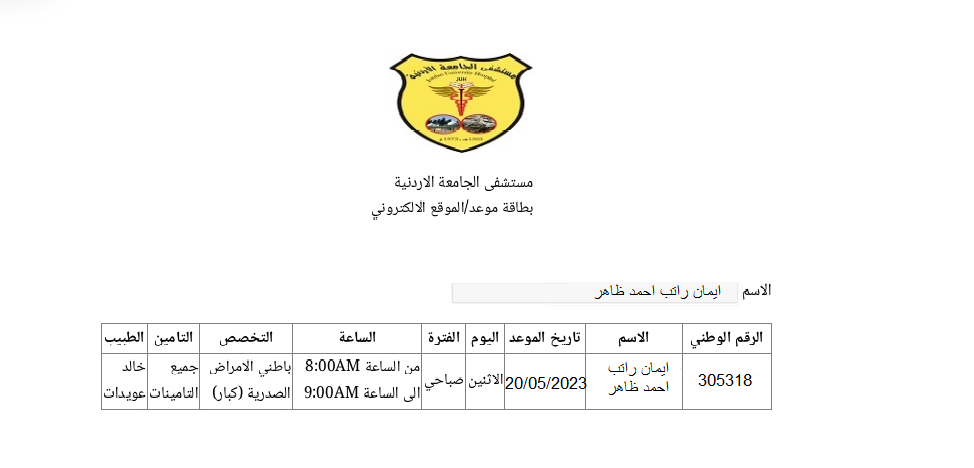 مستشفى الجامعة الاردنية
Jordan University Hospital
JUH
مستشفى الجامعة الاردنية
بطاقة موعد/الموقع الالكتروني
الاسم ايمان راتب احمد ظاهر
الرقم الوطني الاسم تاريخ الموعد اليوم الفترة الساعة التخصص التامين الطبيب
305318 ايمان راتب احمد ظاهر 20/05/2023 الاثنين صباحي من الساعة 8:00AM الى الساعة 9:00AM باطني الامراض الصدرية (كبار) جميع التامينات خالد عويدات